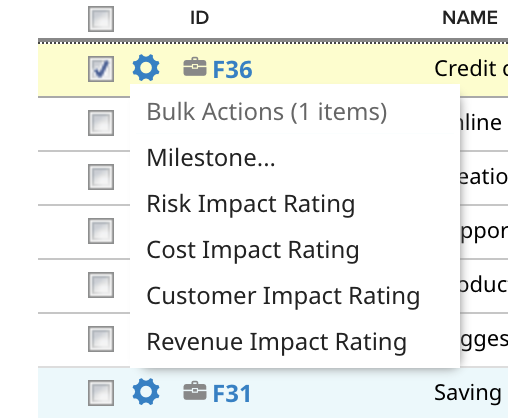 ID NAME
F36 Credit
Bulk Actions (1 items)
Milestone...
Risk Impact Rating
Cost Impact Rating
Customer Impact Rating
Revenue Impact Rating
F31 Saving